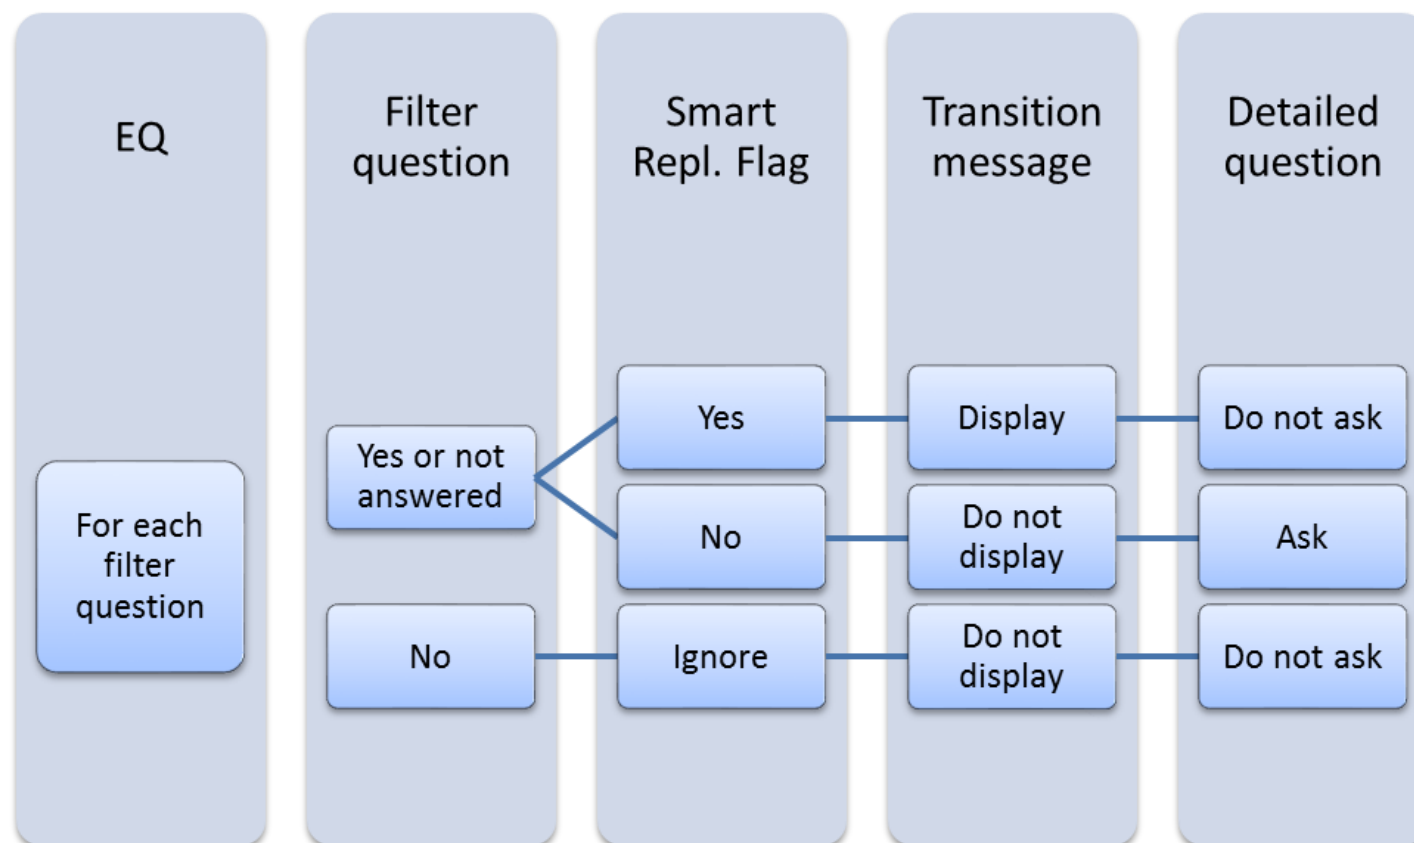 EQ
Filter
question
Smart
Repl. Flag
Transition
message
Detailed
question
For each
filter
question
Yes or not
answered
Yes
Display
Do not ask
No
Do not
display
Ask
No
Ignore
Do not
display
Do not ask